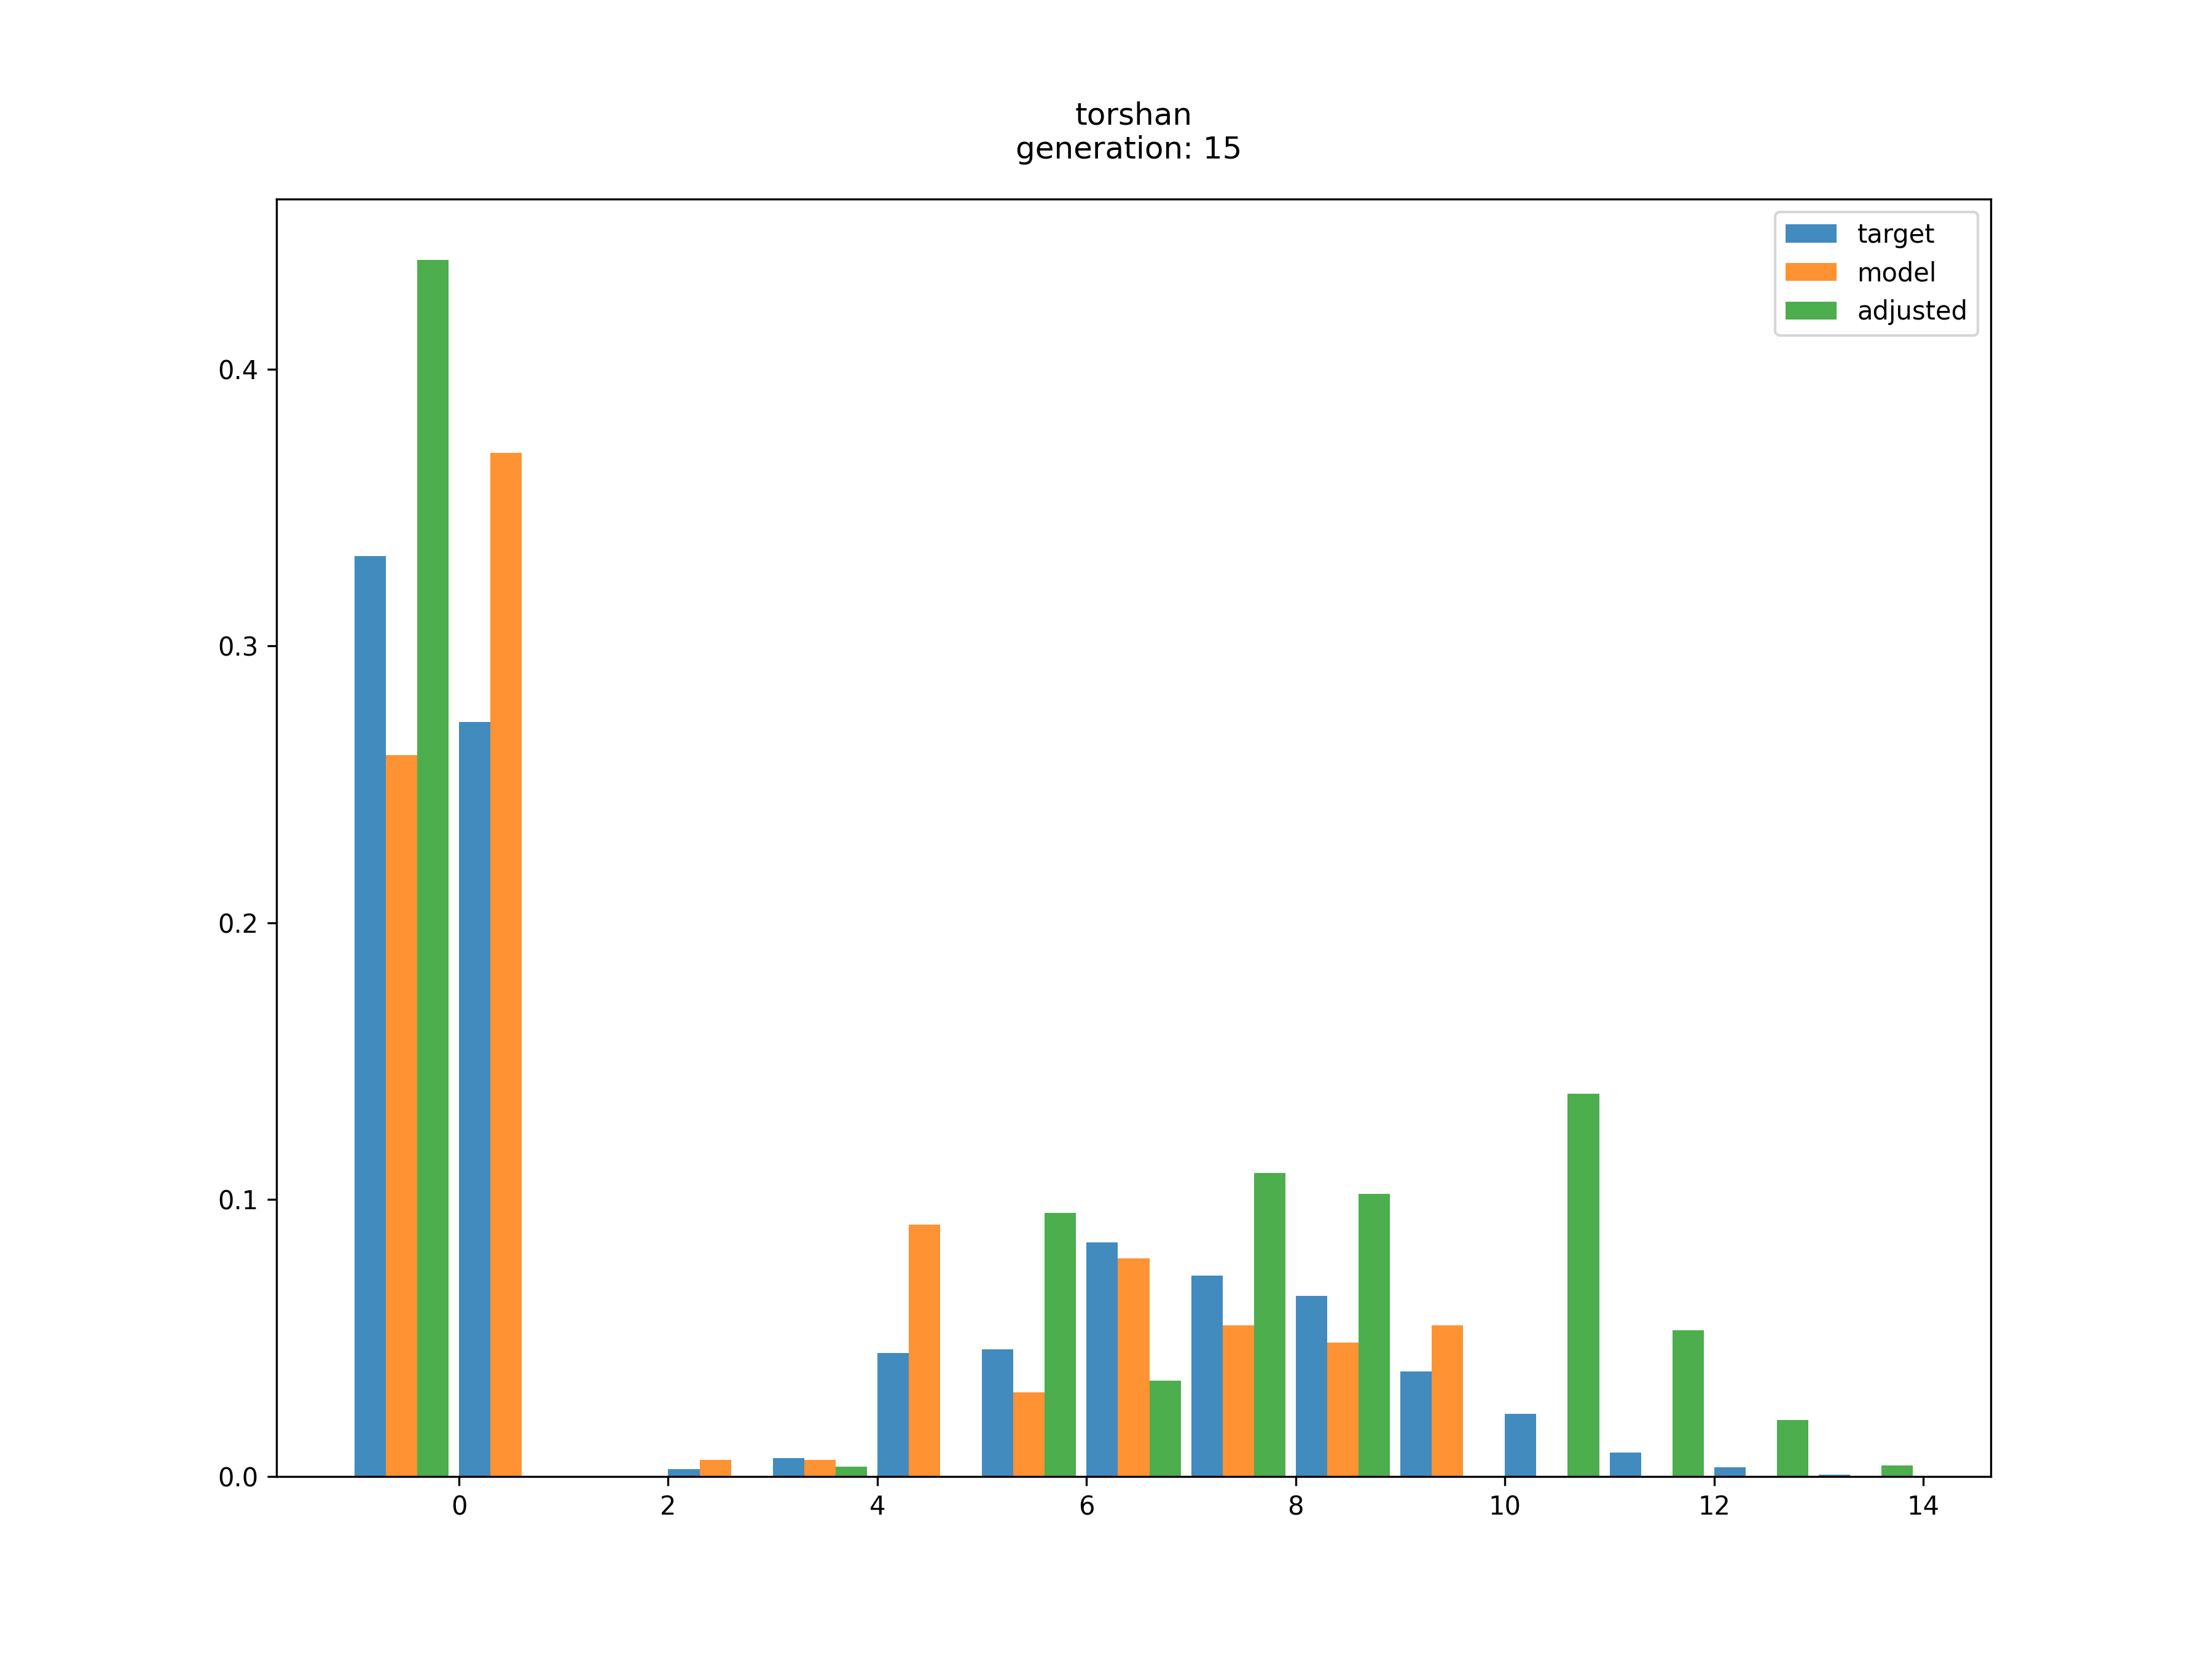 torshan
generation: 15
target
model
adjusted
0.4
0.3
0.2
0.1
0.0
0 2 4 6 8 10 12 14